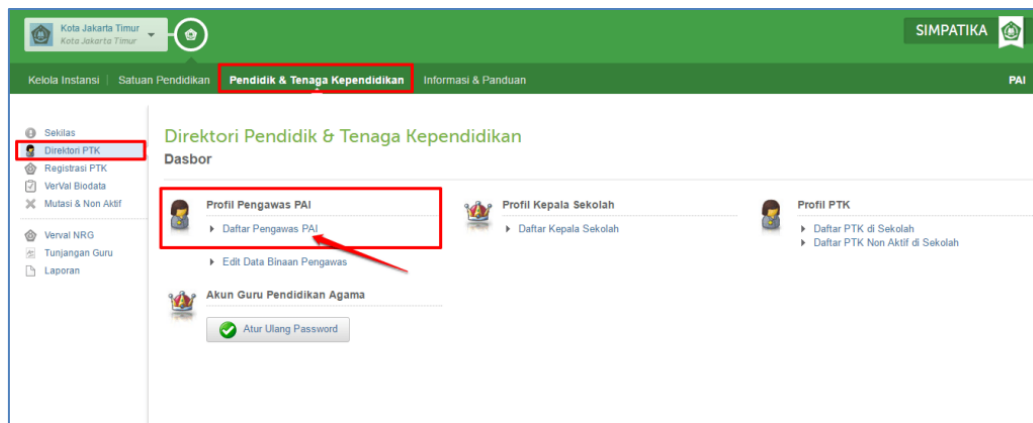 Kota Jakarta Timur
Kota Jakarta Timur
SIMPATIKA
Kelola Instansi
Satuan Pendidikan
Pendidik & Tenaga Kependidikan
Informasi & Panduan
PAI
Sekilas
Direktori PTK
Registrasi PTK
VerVal Biodata
Mutasi & Non Aktif
Verval NRG
Tunjangan Guru
Laporan
Direktori Pendidik & Tenaga Kependidikan
Dasbor
Profil Pengawas PAI
Daftar Pengawas PAI
Edit Data Binaan Pengawas
Profil Kepala Sekolah
Daftar Kepala Sekolah
Profil PTK
Daftar PTK di Sekolah
Daftar PTK Non Aktif di Sekolah
Akun Guru Pendidikan Agama
Atur Ulang Password